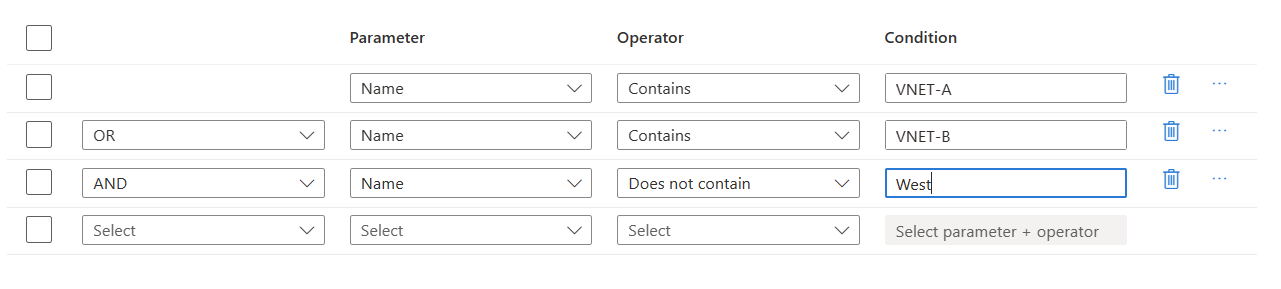 Parameter Operator Condition
Name Contains VNET-A
OR Name Contains VNET-B
AND Name Does not contain West
Select Select Select Select parameter + operator